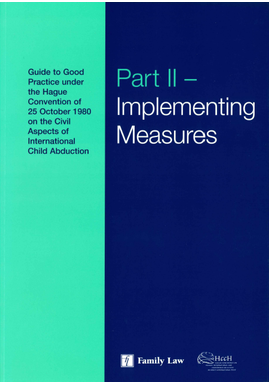 Guide to Good
Practice under
the Hague
Convention of
25 October 1980
on the Civil
Aspects of
International
Child Abduction
Part II –
Implementing
Measures
Family Law
HccH